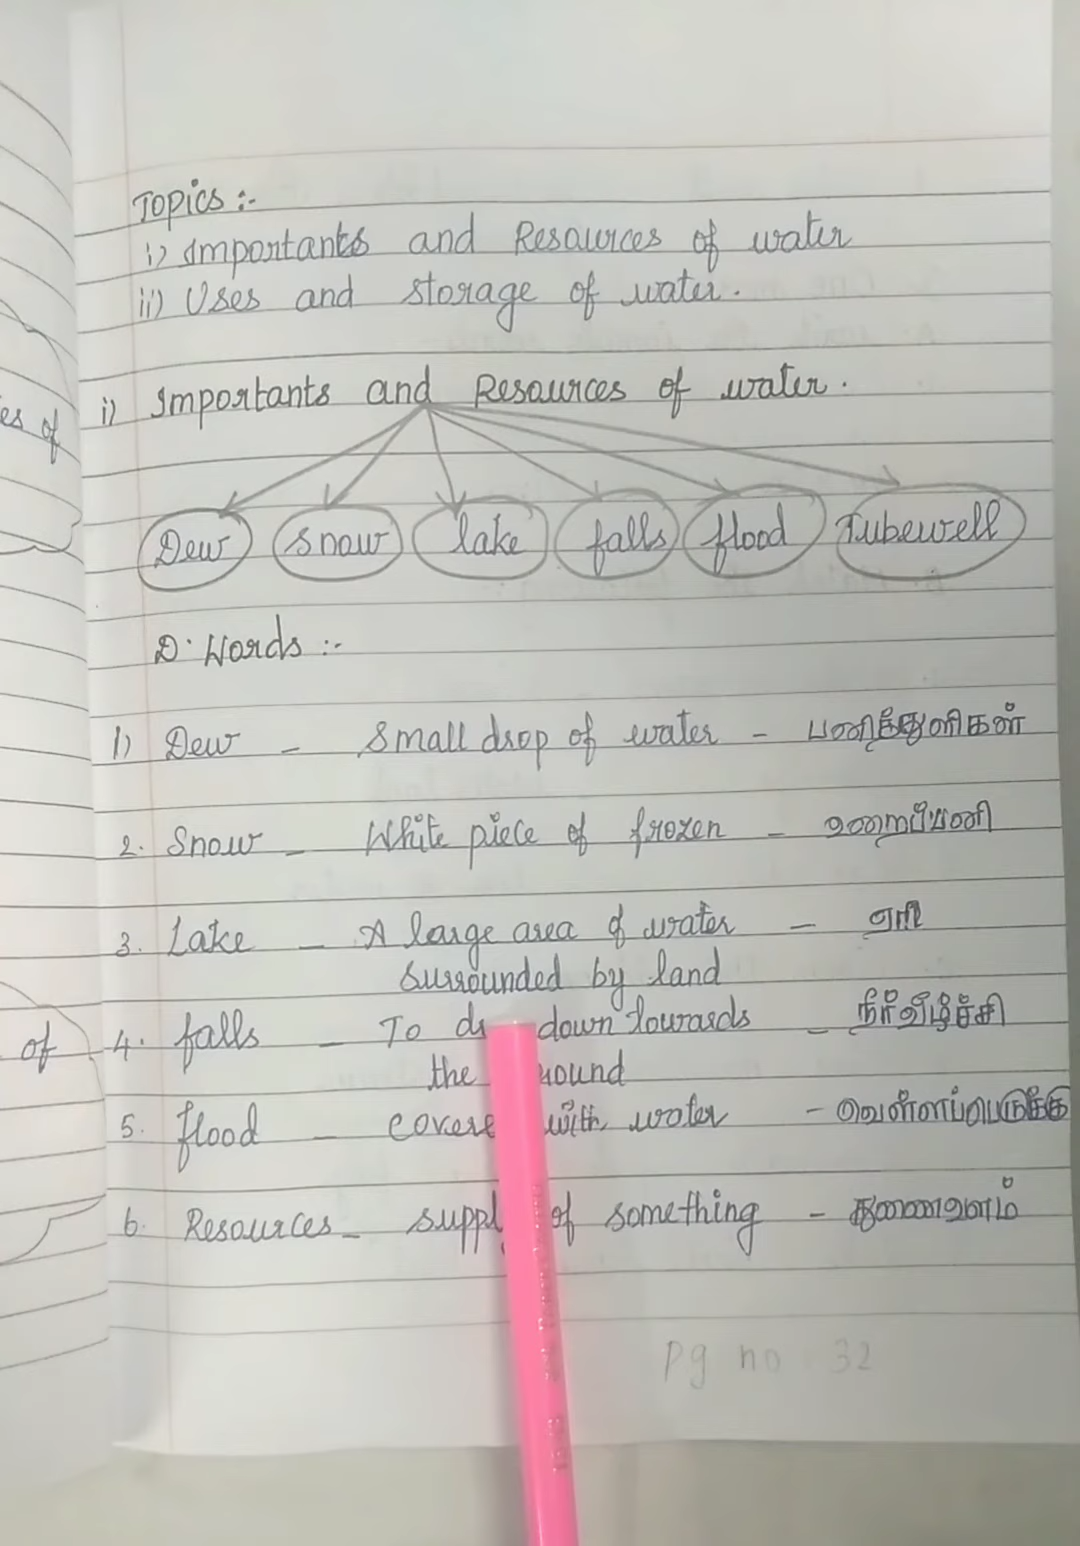 Topics :-
i) Importants and Resources of water
ii) Uses and storage of water.
es of
i) Importants and Resources of water.
Dew snow lake falls flood Tubewell
D. Words :-
1) Dew - Small drop of water - பனித்துளிகள்
2. Snow - White piece of frozen - உறைபனி
3. Lake - A large area of water - ஏரி
surrounded by land
of
4. falls - To down towards - நீர்வீழ்ச்சி
the
5. flood - with water - வெள்ளப்பெருக்கு
6. Resources - of something -
Pg no 32